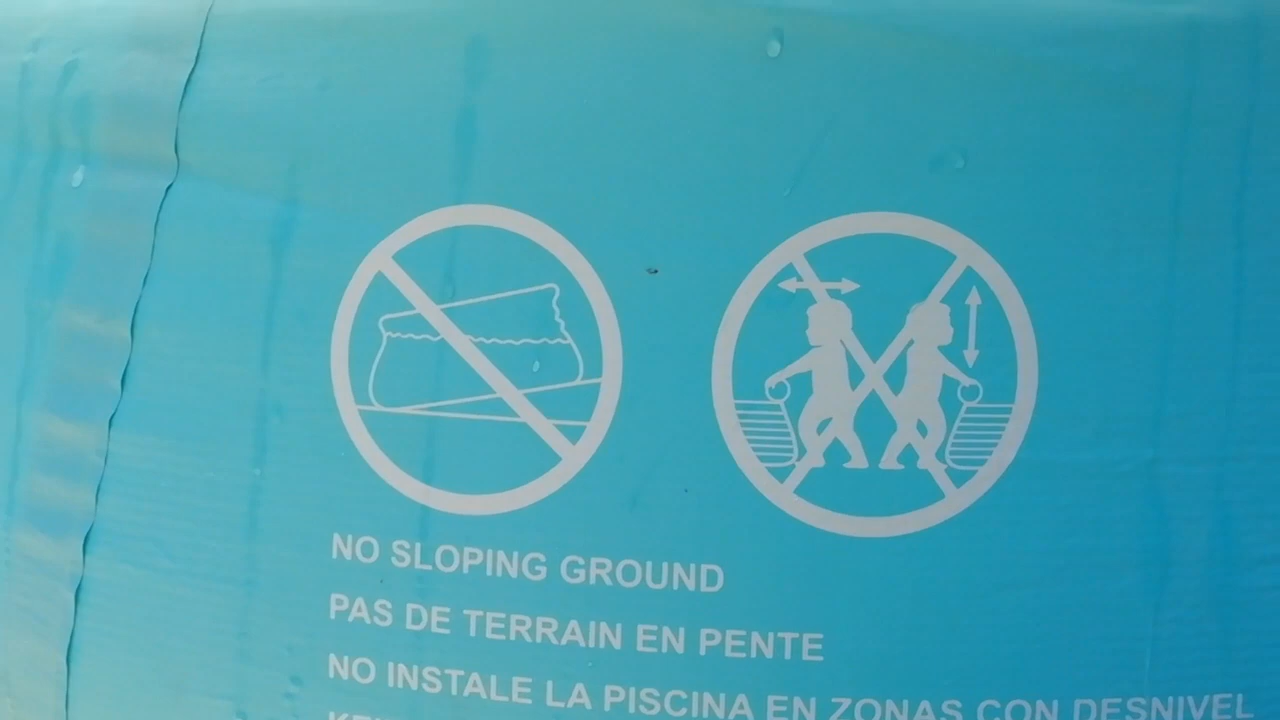 NO SLOPING GROUND
PAS DE TERRAIN EN PENTE
NO INSTALE LA PISCINA EN ZONAS CON DESNIVEL